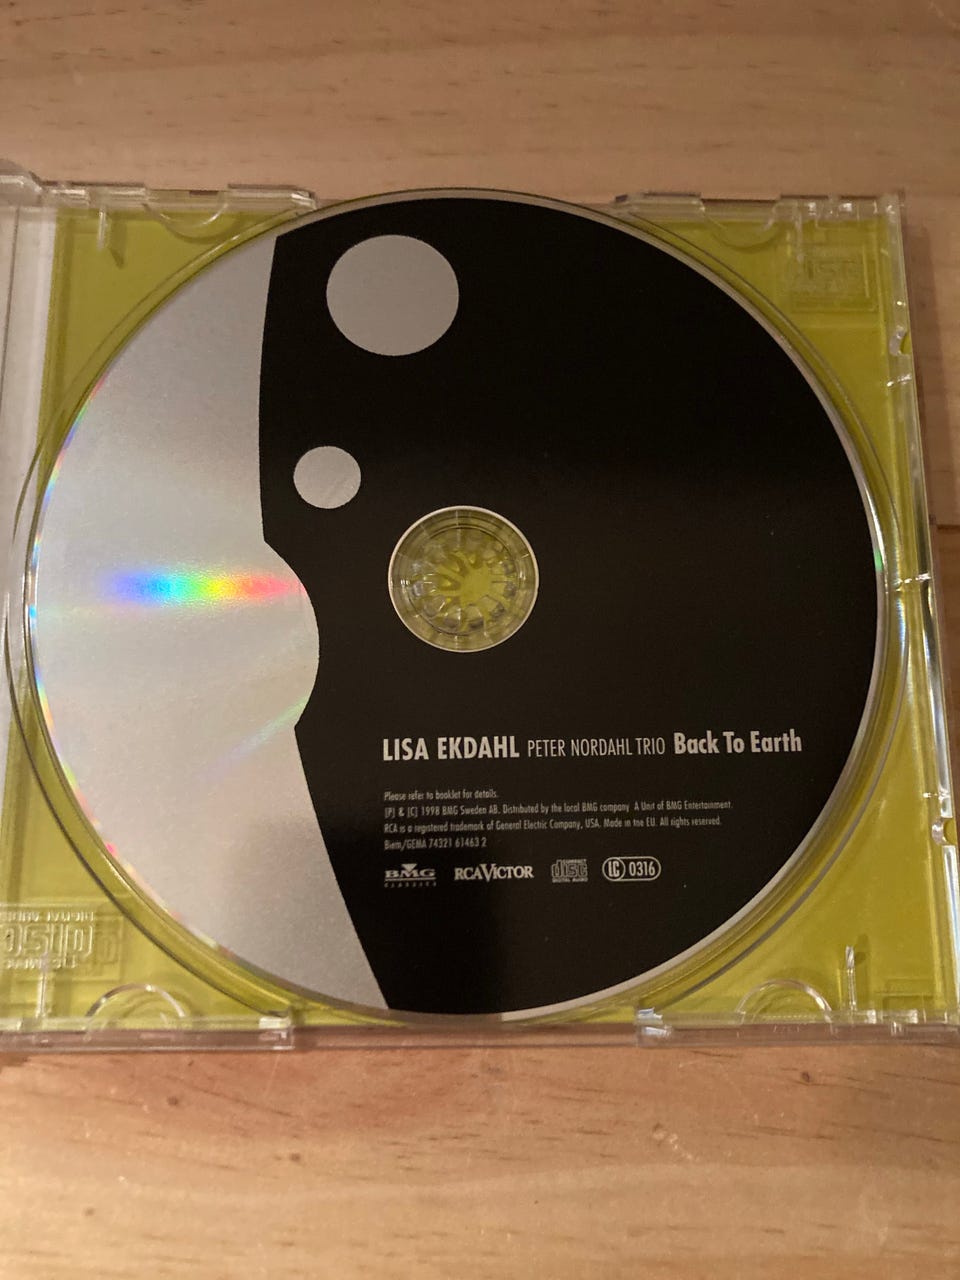 LISA EKDAHL PETER NORDAHL TRIO Back To Earth
Please refer to booklet for details.
(P) & (C) 1998 BMG Sweden AB. Distributed by the local BMG company A Unit of BMG Entertainment.
RCA is a registered trademark of General Electric Company, USA. Made in the EU. All rights reserved.
Biem/GEMA 74321 61463 2
BMG CLASSICS RCA VICTOR COMPACT disc DIGITAL AUDIO LC 0316